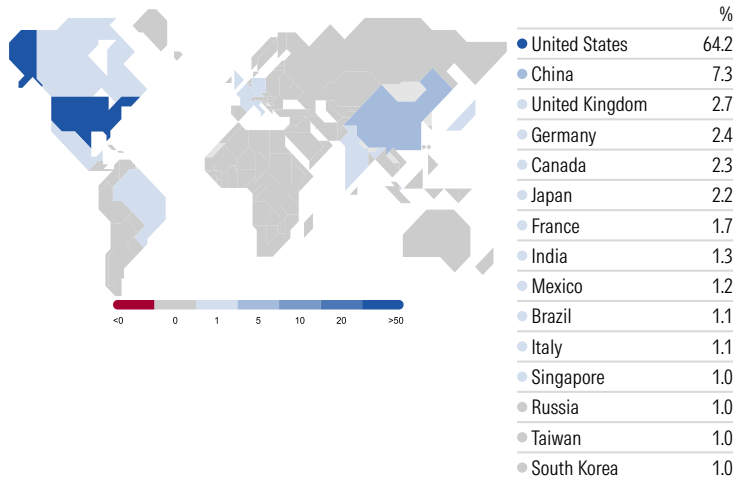 %
United States 64.2
China 7.3
United Kingdom 2.7
Germany 2.4
Canada 2.3
Japan 2.2
France 1.7
India 1.3
Mexico 1.2
Brazil 1.1
Italy 1.1
Singapore 1.0
Russia 1.0
Taiwan 1.0
South Korea 1.0
<0 0 1 5 10 20 >50